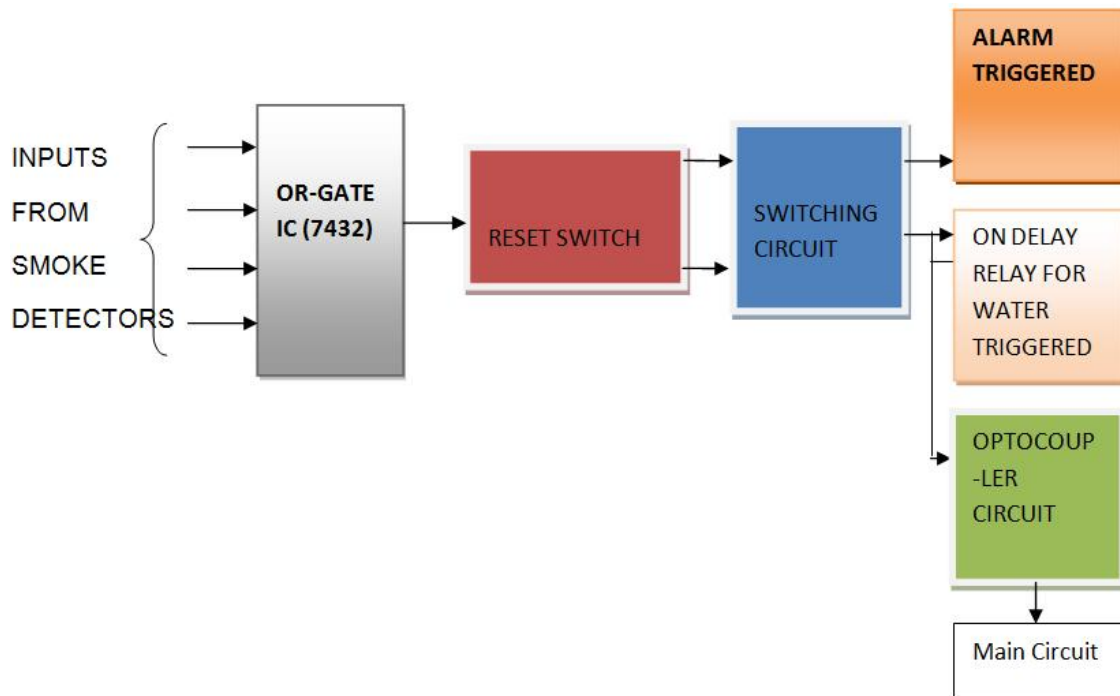 INPUTS
FROM
SMOKE
DETECTORS
OR-GATE
IC (7432)
RESET SWITCH
SWITCHING
CIRCUIT
ALARM
TRIGGERED
ON DELAY
RELAY FOR
WATER
TRIGGERED
OPTOCOUP
-LER
CIRCUIT
Main Circuit